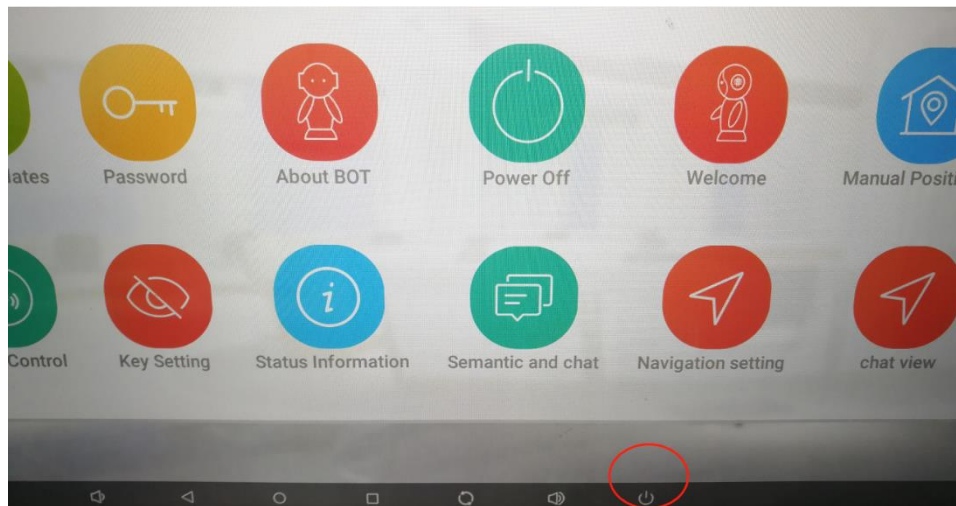 lates
Password
About BOT
Power Off
Welcome
Manual Positi
Control
Key Setting
Status Information
Semantic and chat
Navigation setting
chat view